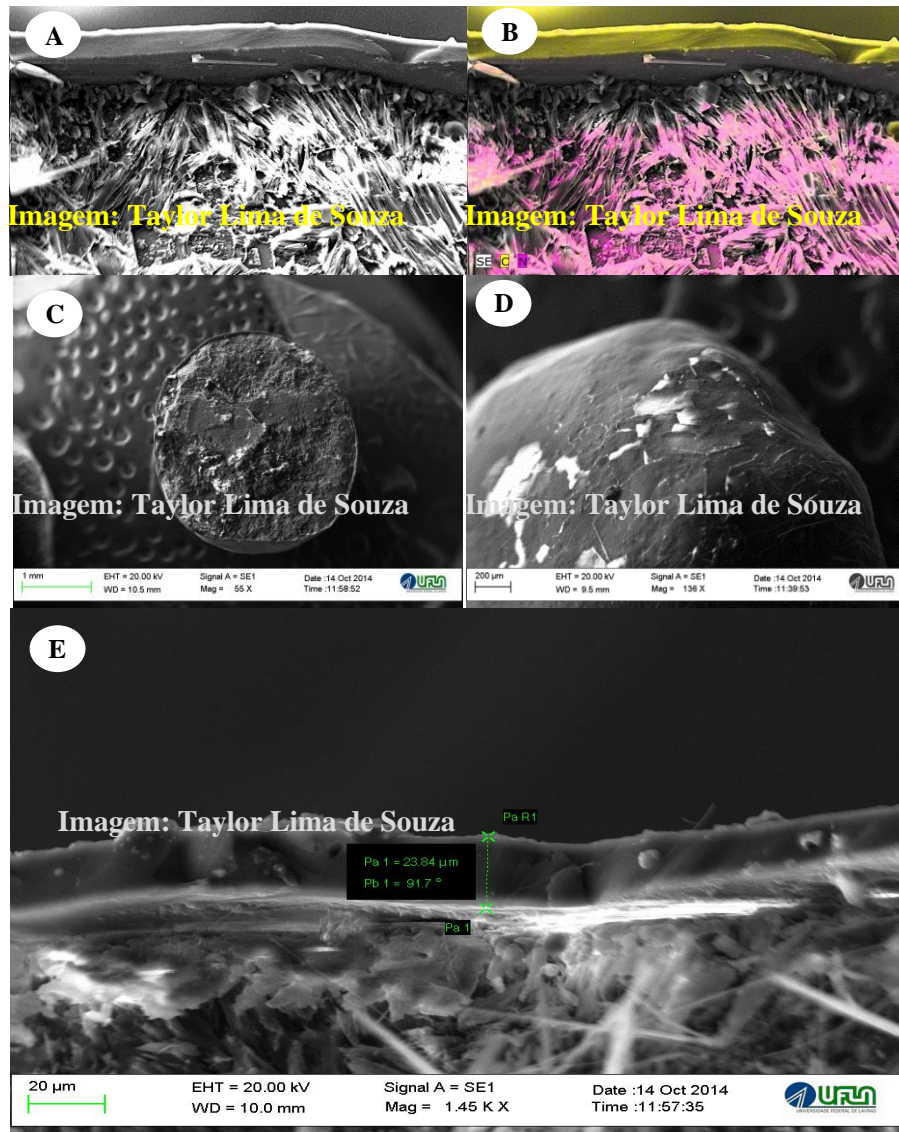 A
B
Imagem: Taylor Lima de Souza
Imagem: Taylor Lima de Souza
SE C N
C
D
Imagem: Taylor Lima de Souza
Imagem: Taylor Lima de Souza
1 mm
EHT = 20.00 kV
WD = 10.5 mm
Signal A = SE1
Mag = 55 X
Date :14 Oct 2014
Time :11:58:52
UFLA
200 µm
EHT = 20.00 kV
WD = 9.5 mm
Signal A = SE1
Mag = 136 X
Date :14 Oct 2014
Time :11:39:53
UFLA
E
Imagem: Taylor Lima de Souza
Pa R1
Pa 1 = 23.84 µm
Pb 1 = 91.7 °
Pa 1
20 µm
EHT = 20.00 kV
WD = 10.0 mm
Signal A = SE1
Mag = 1.45 K X
Date :14 Oct 2014
Time :11:57:35
UFLA
UNIVERSIDADE FEDERAL DE LAVRAS